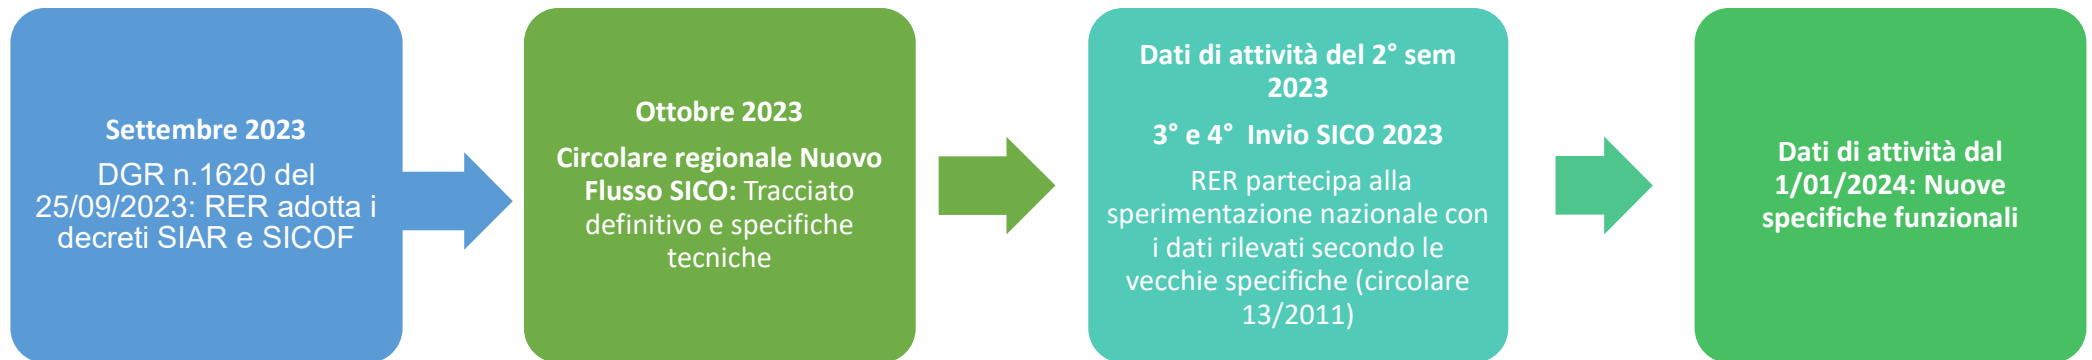 Settembre 2023
DGR n.1620 del
25/09/2023: RER adotta i
decreti SIAR e SICOF
Ottobre 2023
Circolare regionale Nuovo
Flusso SICO: Tracciato
definitivo e specifiche
tecniche
Dati di attività del 2° sem
2023
3° e 4° Invio SICO 2023
RER partecipa alla
sperimentazione nazionale con
i dati rilevati secondo le
vecchie specifiche (circolare
13/2011)
Dati di attività dal
1/01/2024: Nuove
specifiche funzionali